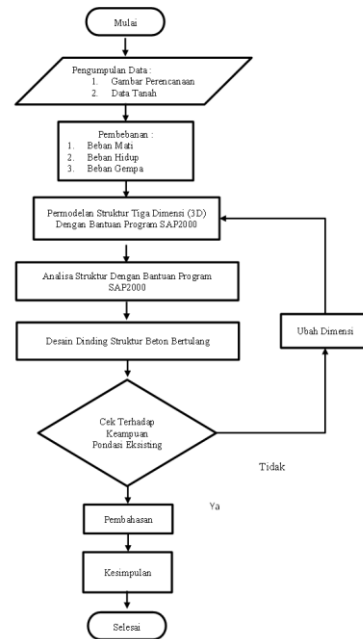 Mulai
Pengumpulan Data :
1. Gambar Perencanaan
2. Data Tanah
Pembebanan :
1. Beban Mati
2. Beban Hidup
3. Beban Gempa
Permodelan Struktur Tiga Dimensi (3D)
Dengan Bantuan Program SAP2000
Analisa Struktur Dengan Bantuan Program
SAP2000
Desain Dinding Struktur Beton Bertulang
Ubah Dimensi
Cek Terhadap
Keampuan
Pondasi Eksisting
Tidak
Ya
Pembahasan
Kesimpulan
Selesai